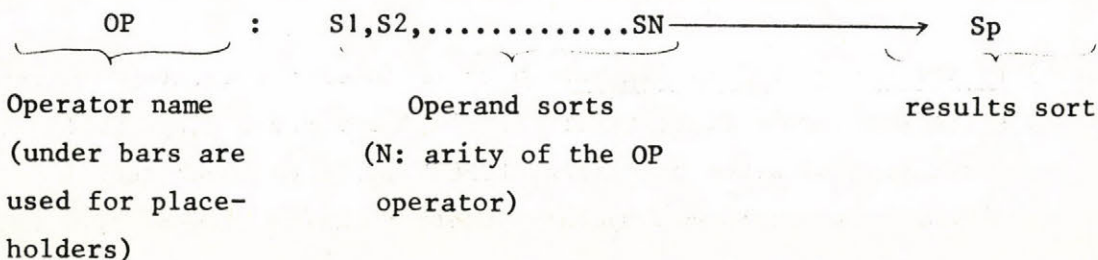 OP : S1,S2,.............SN ⟶ Sp
Operator name Operand sorts results sort
(under bars are (N: arity of the OP
used for place- operator)
holders)